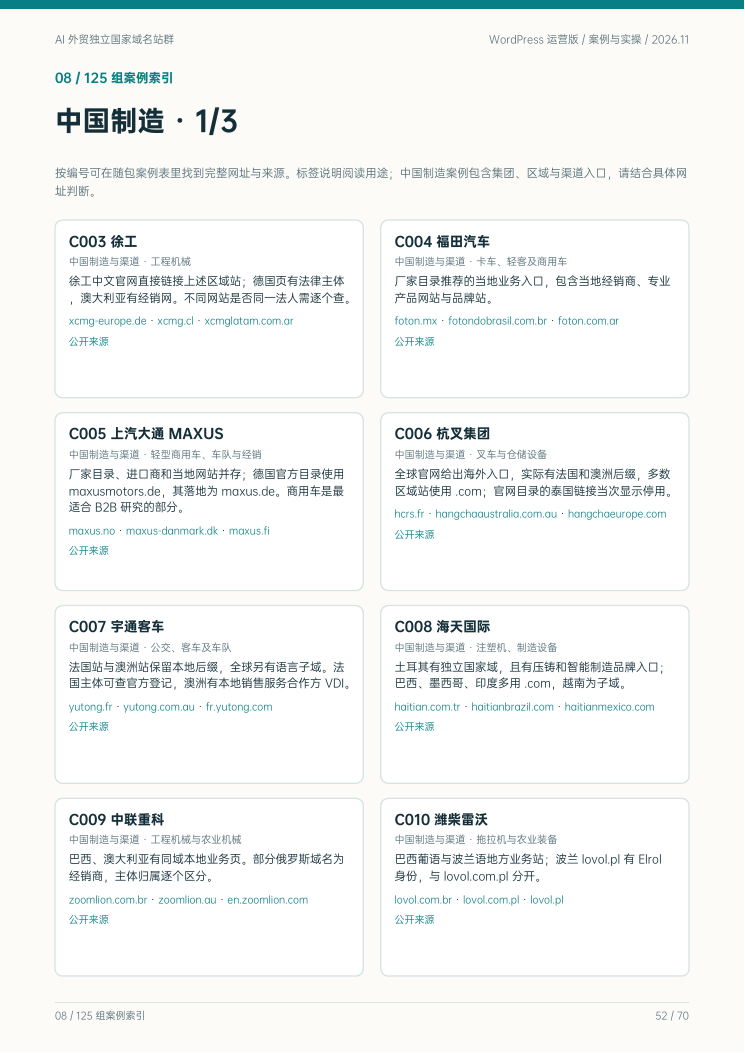 AI 外贸独立国家域名站群
WordPress 运营版 / 案例与实操 / 2026.11
08 / 125 组案例索引
中国制造 · 1/3
按编号可在随包案例表里找到完整网址与来源。标签说明阅读用途；中国制造案例包含集团、区域与渠道入口，请结合具体网
址判断。
C003 徐工
中国制造与渠道 · 工程机械
徐工中文官网直接链接上述区域站；德国页有法律主体
，澳大利亚有经销网。不同网站是否同一法人需逐个查。
xcmg-europe.de · xcmg.cl · xcmglatam.com.ar
公开来源
C004 福田汽车
中国制造与渠道 · 卡车、轻客及商用车
厂家目录推荐的当地业务入口，包含当地经销商、专业
产品网站与品牌站。
foton.mx · fotondobrasil.com.br · foton.com.ar
公开来源
C005 上汽大通 MAXUS
中国制造与渠道 · 轻型商用车、车队与经销
厂家目录、进口商和当地网站并存；德国官方目录使用
maxusmotors.de，其落地为 maxus.de。商用车是最
适合 B2B 研究的部分。
maxus.no · maxus-danmark.dk · maxus.fi
公开来源
C006 杭叉集团
中国制造与渠道 · 叉车与仓储设备
全球官网给出海外入口，实际有法国和澳洲后缀，多数
区域站使用 .com；官网目录的泰国链接当次显示停用。
hcrs.fr · hangchaaustralia.com.au · hangchaeurope.com
公开来源
C007 宇通客车
中国制造与渠道 · 公交、客车及车队
法国站与澳洲站保留本地后缀，全球另有语言子域。法
国主体可查官方登记，澳洲有本地销售服务合作方 VDI。
yutong.fr · yutong.com.au · fr.yutong.com
公开来源
C008 海天国际
中国制造与渠道 · 注塑机、制造设备
土耳其有独立国家域，且有压铸和智能制造品牌入口；
巴西、墨西哥、印度多用 .com，越南为子域。
haitian.com.tr · haitianbrazil.com · haitianmexico.com
公开来源
C009 中联重科
中国制造与渠道 · 工程机械与农业机械
巴西、澳大利亚有同域本地业务页。部分俄罗斯域名为
经销商，主体归属逐个区分。
zoomlion.com.br · zoomlion.au · en.zoomlion.com
公开来源
C010 潍柴雷沃
中国制造与渠道 · 拖拉机与农业装备
巴西葡语与波兰语地方业务站；波兰 lovol.pl 有 Elrol
身份，与 lovol.com.pl 分开。
lovol.com.br · lovol.com.pl · lovol.pl
公开来源
08 / 125 组案例索引
52 / 70